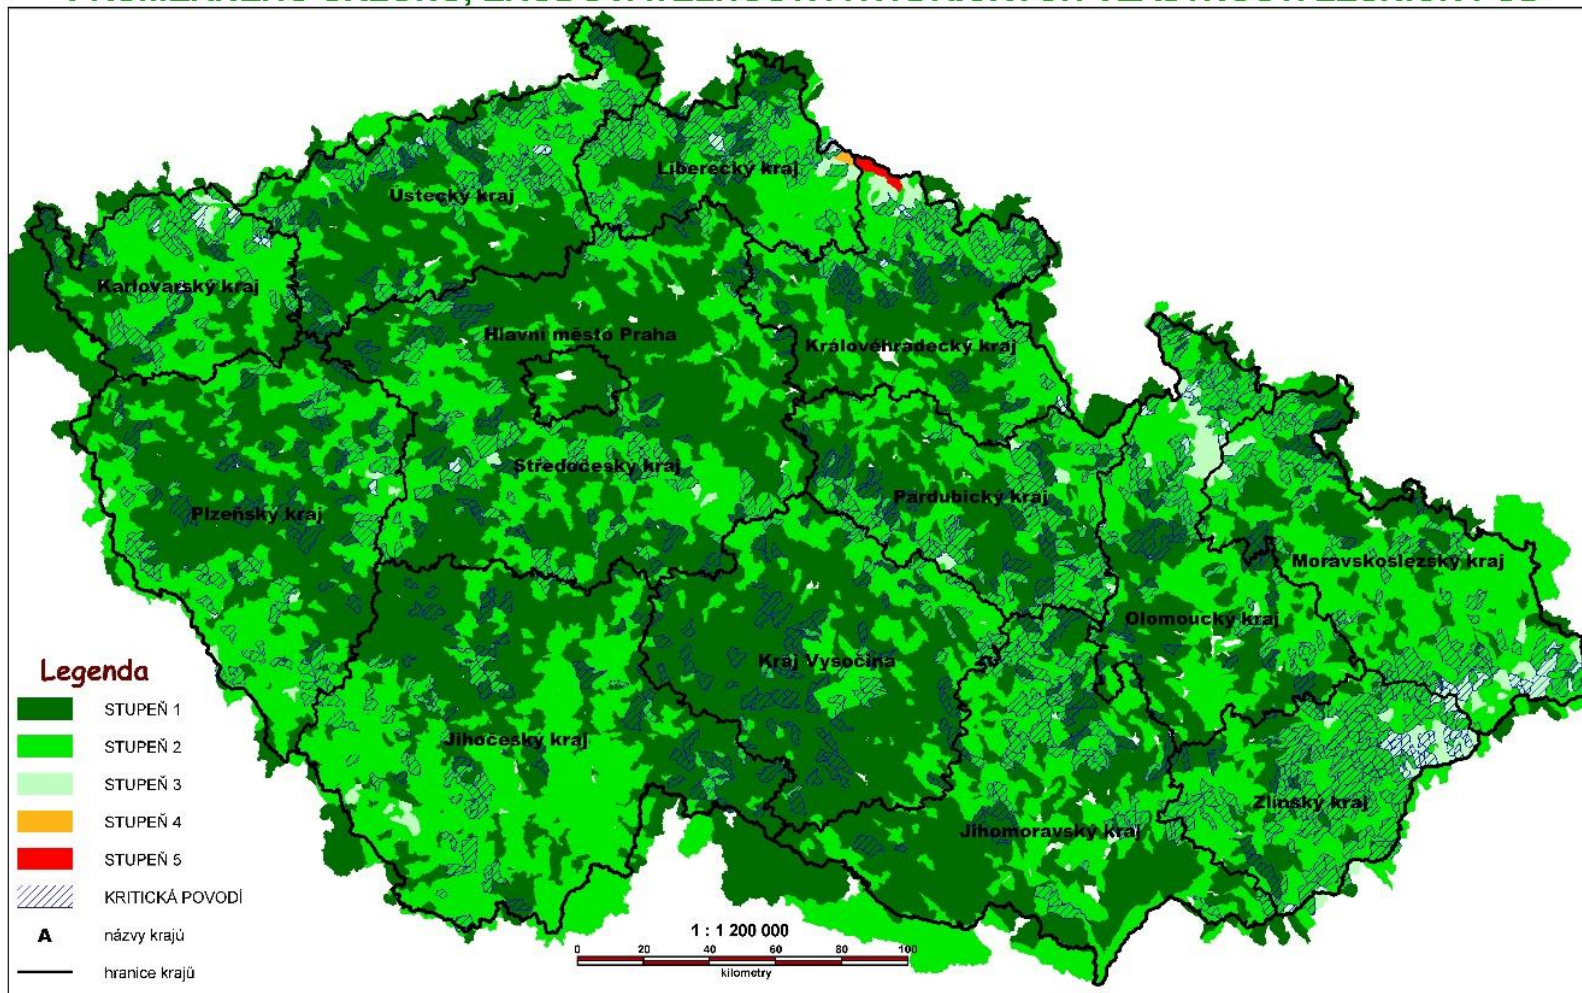 Liberecký kraj
Ústecký kraj
Karlovarský kraj
Hlavní město Praha
Královéhradecký kraj
Středočeský kraj
Pardubický kraj
Plzeňský kraj
Moravskoslezský kraj
Olomoucký kraj
Kraj Vysočina
Jihočeský kraj
Zlínský kraj
Jihomoravský kraj
Legenda
STUPEŇ 1
STUPEŇ 2
STUPEŇ 3
STUPEŇ 4
STUPEŇ 5
KRITICKÁ POVODÍ
A názvy krajů
hranice krajů
1 : 1 200 000
0 20 40 60 80 100
kilometry